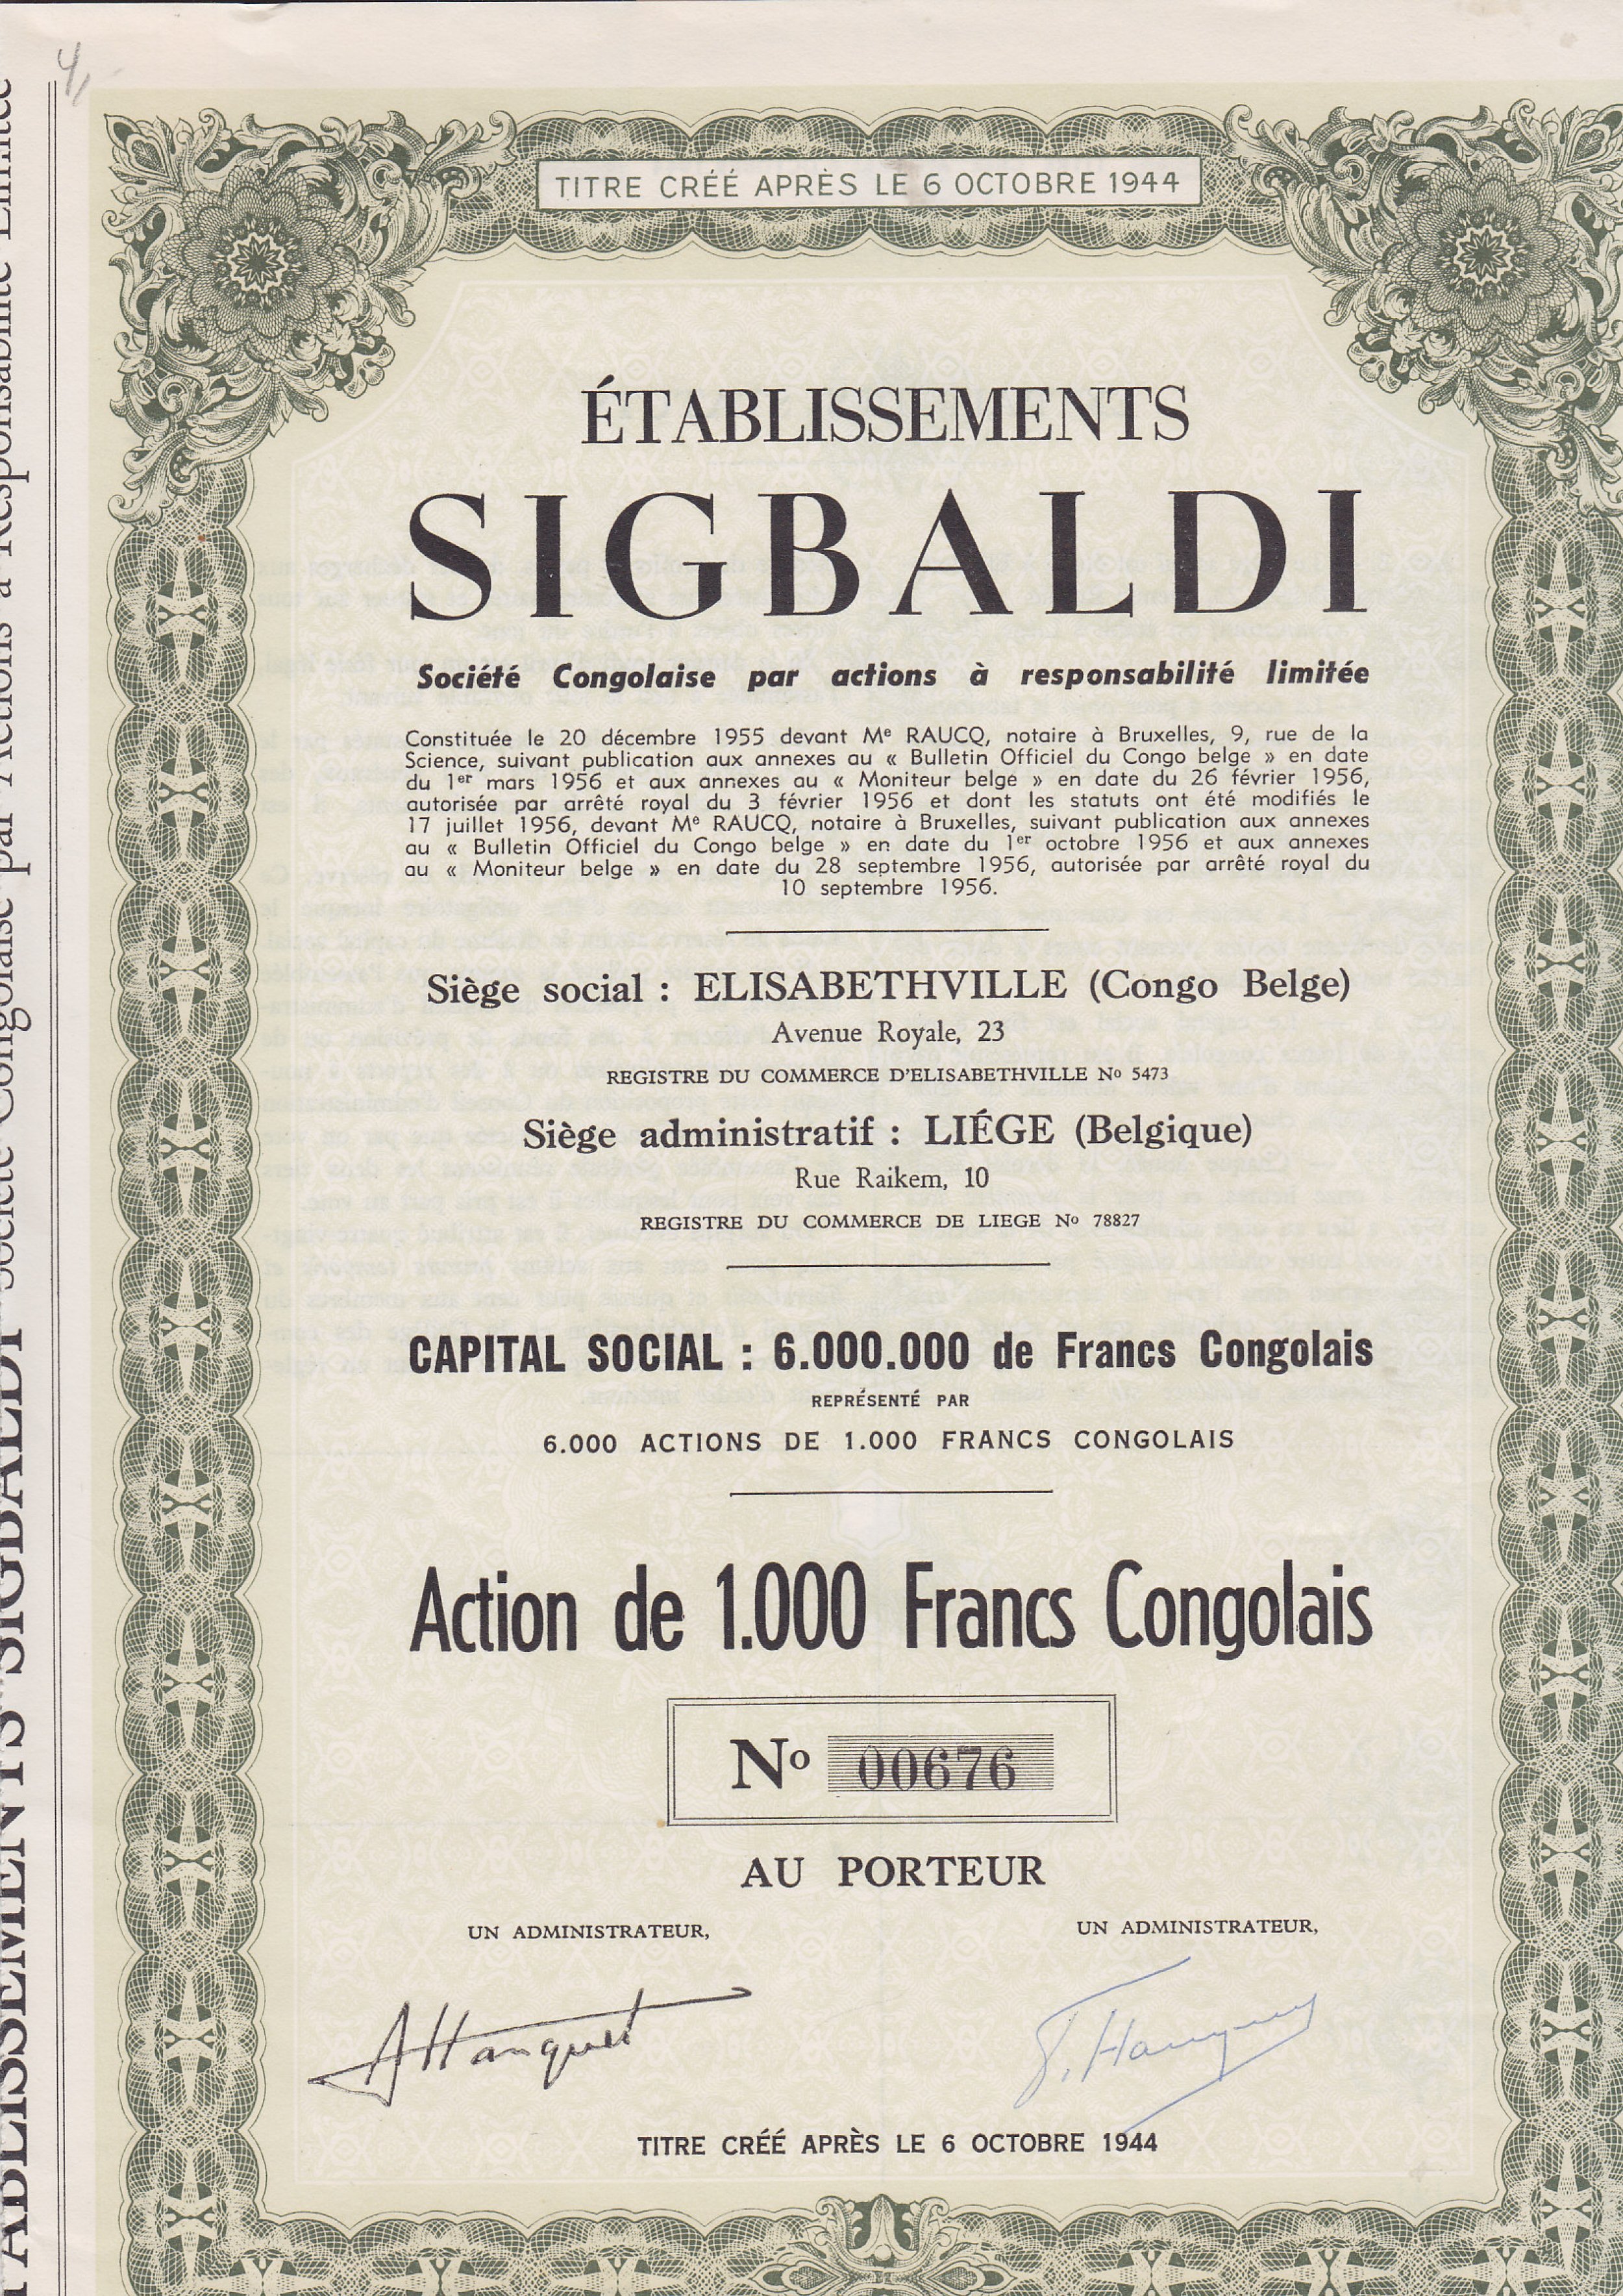 4,
TITRE CRÉÉ APRÈS LE 6 OCTOBRE 1944
ÉTABLISSEMENTS
SIGBALDI
Société Congolaise par actions à responsabilité limitée
Constituée le 20 décembre 1955 devant Me RAUCQ, notaire à Bruxelles, 9, rue de la
Science, suivant publication aux annexes au « Bulletin Officiel du Congo belge » en date
du 1er mars 1956 et aux annexes au « Moniteur belge » en date du 26 février 1956,
autorisée par arrêté royal du 3 février 1956 et dont les statuts ont été modifiés le
17 juillet 1956, devant Me RAUCQ, notaire à Bruxelles, suivant publication aux annexes
au « Bulletin Officiel du Congo belge » en date du 1er octobre 1956 et aux annexes
au « Moniteur belge » en date du 28 septembre 1956, autorisée par arrêté royal du
10 septembre 1956.
Siège social : ELISABETHVILLE (Congo Belge)
Avenue Royale, 23
REGISTRE DU COMMERCE D'ELISABETHVILLE No 5473
Siège administratif : LIÉGE (Belgique)
Rue Raikem, 10
REGISTRE DU COMMERCE DE LIEGE No 78827
CAPITAL SOCIAL : 6.000.000 de Francs Congolais
REPRÉSENTÉ PAR
6.000 ACTIONS DE 1.000 FRANCS CONGOLAIS
Action de 1.000 Francs Congolais
No 00676
AU PORTEUR
UN ADMINISTRATEUR,
UN ADMINISTRATEUR,
AHanquet
TITRE CRÉÉ APRÈS LE 6 OCTOBRE 1944
TABLISSEMENTS SIGBALDI Société Congolaise par Actions à Responsabilité Limitée